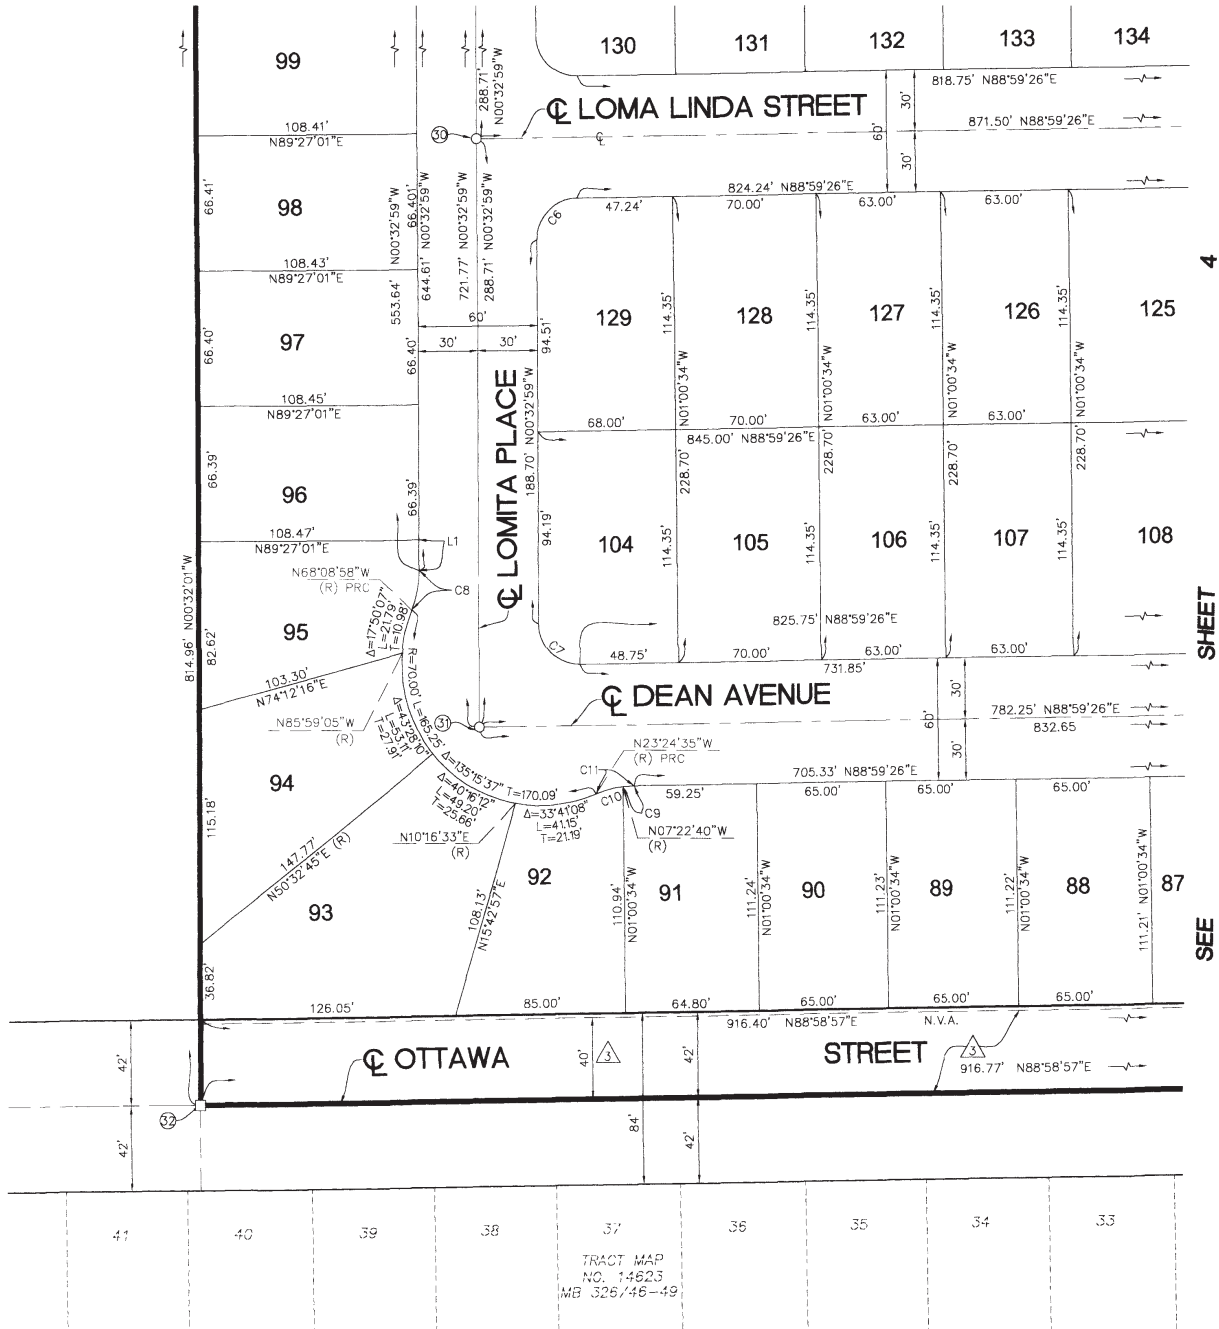 99
130
131
132
133
134
288.71'
N00°32'59"W
818.75' N88°59'26"E
℄ LOMA LINDA STREET
30'
60'
30'
871.50' N88°59'26"E
℄
108.41'
N89°27'01"E
30
66.41'
98
N00°32'59"W
66.401'
553.64'
644.61' N00°32'59"W
721.77' N00°32'59"W
288.71' N00°32'59"W
824.24' N88°59'26"E
C6
47.24'
70.00'
63.00'
63.00'
108.43'
N89°27'01"E
4
97
66.40'
66.40'
60'
30'
30'
94.51'
129
128
127
126
125
114.35'
114.35'
114.35'
114.35'
N01°00'34"W
N01°00'34"W
N01°00'34"W
N01°00'34"W
108.45'
N89°27'01"E
188.70' N00°32'59"W
68.00'
70.00'
63.00'
63.00'
845.00' N88°59'26"E
228.70'
228.70'
228.70'
228.70'
66.39'
96
66.39'
℄ LOMITA PLACE
94.19'
104
105
106
107
108
114.35'
114.35'
114.35'
114.35'
108.47'
N89°27'01"E
L1
N68°08'58"W
(R) PRC
C8
814.96' N00°32'01"W
82.62'
95
Δ=17°50'07"
L=21.79'
T=10.98'
825.75' N88°59'26"E
C7
48.75'
70.00'
63.00'
63.00'
731.85'
SHEET
103.30'
N74°12'16"E
℄ DEAN AVENUE
30'
60'
30'
782.25' N88°59'26"E
832.65
N85°59'05"W
(R)
R=70.00' L=165.25' Δ=135°15'37" T=170.09'
31
Δ=43°28'10"
L=53.11'
T=27.91'
N23°24'35"W
(R) PRC
C11
705.33' N88°59'26"E
94
Δ=40°16'12"
L=49.20'
T=25.66'
Δ=33°41'08"
L=41.15'
T=21.19'
C10
C9
59.25'
65.00'
65.00'
65.00'
115.18'
N10°16'33"E
(R)
N07°22'40"W
(R)
147.77'
N50°32'45"E (R)
92
91
90
89
88
87
93
108.13'
N15°42'57"E
110.94'
N01°00'34"W
111.24'
N01°00'34"W
111.23'
N01°00'34"W
111.22'
N01°00'34"W
111.21' N01°00'34"W
SEE
36.82'
126.05'
85.00'
64.80'
65.00'
65.00'
65.00'
916.40' N88°58'57"E
N.V.A.
42'
℄ OTTAWA
40'
3
42'
STREET
3
916.77' N88°58'57"E
32
42'
84'
42'
41
40
39
38
37
36
35
34
33
TRACT MAP
NO. 14623
MB 326/46-49